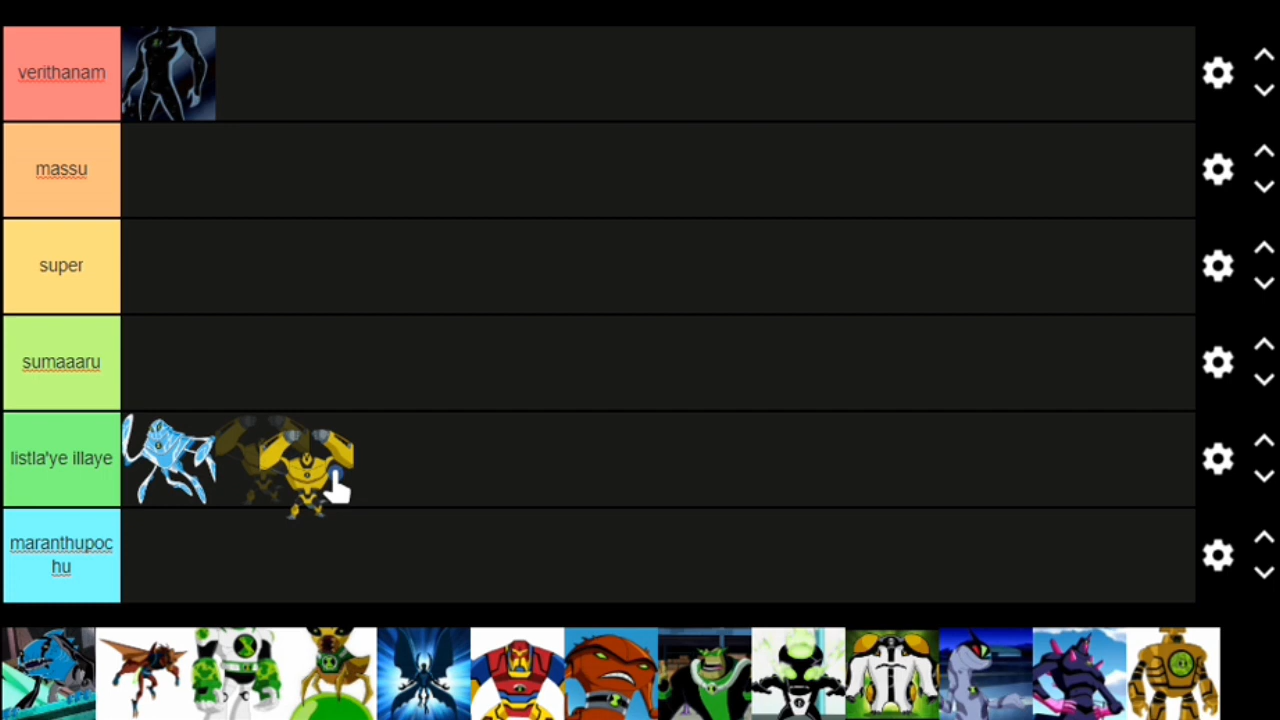 verithanam
massu
super
sumaaaru
listla'ye illaye
maranthupoc
hu